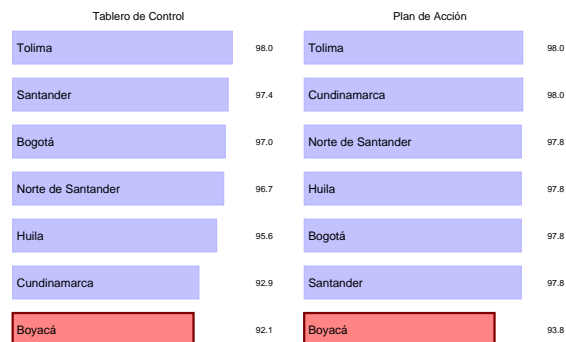 Tablero de Control
Tolima 98.0
Santander 97.4
Bogotá 97.0
Norte de Santander 96.7
Huila 95.6
Cundinamarca 92.9
Boyacá 92.1
Plan de Acción
Tolima 98.0
Cundinamarca 98.0
Norte de Santander 97.8
Huila 97.8
Bogotá 97.8
Santander 97.8
Boyacá 93.8